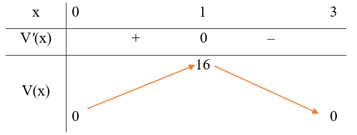 x 0 1 3
V'(x) + 0 –
16
V(x)
0 0